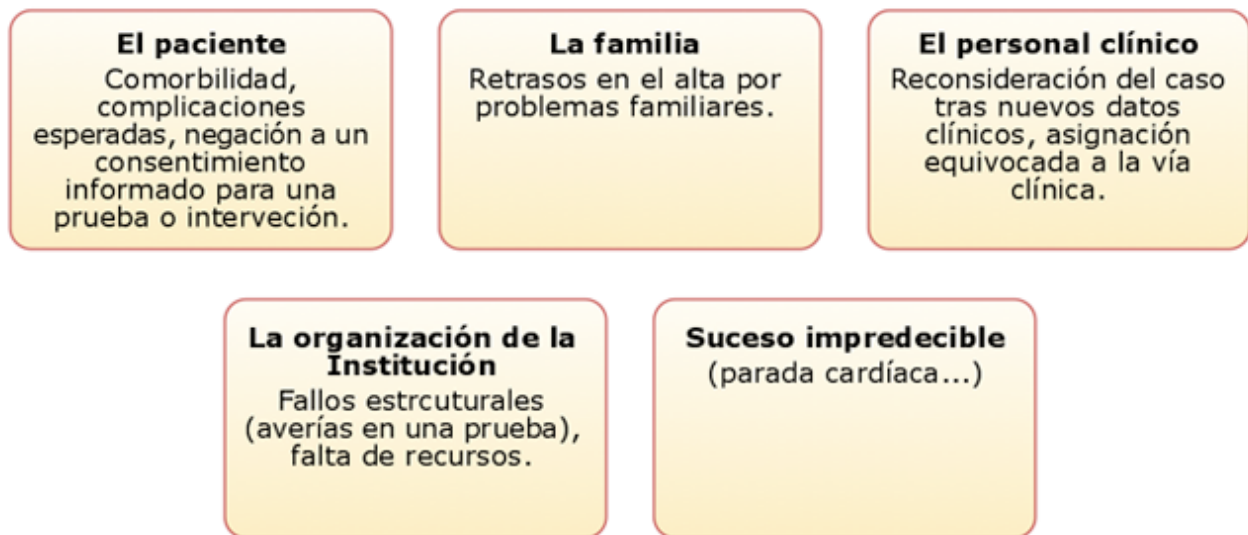 El paciente
Comorbilidad,
complicaciones
esperadas, negación a un
consentimiento
informado para una
prueba o interveción.
La familia
Retrasos en el alta por
problemas familiares.
El personal clínico
Reconsideración del caso
tras nuevos datos
clínicos, asignación
equivocada a la vía
clínica.
La organización de la
Institución
Fallos estrcuturales
(averías en una prueba),
falta de recursos.
Suceso impredecible
(parada cardíaca...)